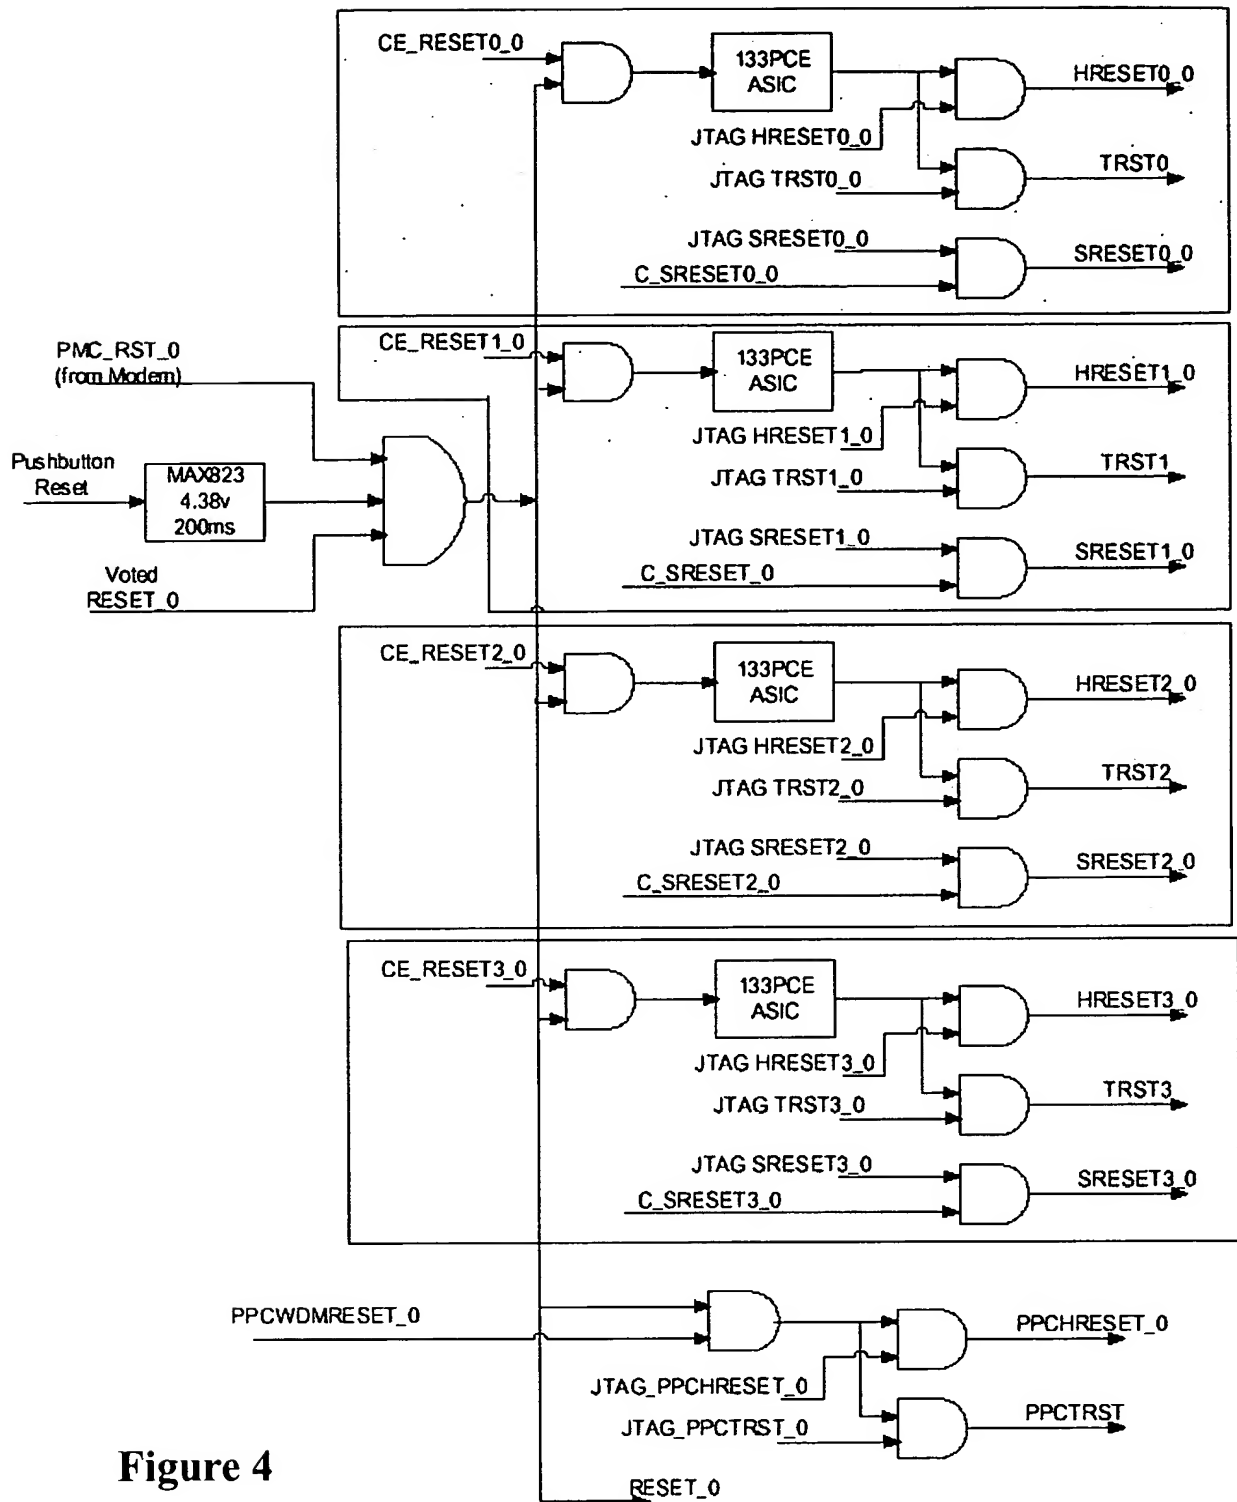 CE_RESET0_0
133PCE
ASIC
HRESET0_0
JTAG HRESET0_0
TRST0
JTAG TRST0_0
JTAG SRESET0_0
SRESET0_0
C_SRESET0_0
PMC_RST_0
(from Modem)
Pushbutton
Reset
MAX823
4.38v
200ms
Voted
RESET_0
CE_RESET1_0
133PCE
ASIC
HRESET1_0
JTAG HRESET1_0
TRST1
JTAG TRST1_0
JTAG SRESET1_0
SRESET1_0
C_SRESET_0
CE_RESET2_0
133PCE
ASIC
HRESET2_0
JTAG HRESET2_0
TRST2
JTAG TRST2_0
JTAG SRESET2_0
SRESET2_0
C_SRESET2_0
CE_RESET3_0
133PCE
ASIC
HRESET3_0
JTAG HRESET3_0
TRST3
JTAG TRST3_0
JTAG SRESET3_0
SRESET3_0
C_SRESET3_0
PPCWDMRESET_0
PPCHRESET_0
JTAG_PPCHRESET_0
PPCTRST
JTAG_PPCTRST_0
Figure 4
RESET_0